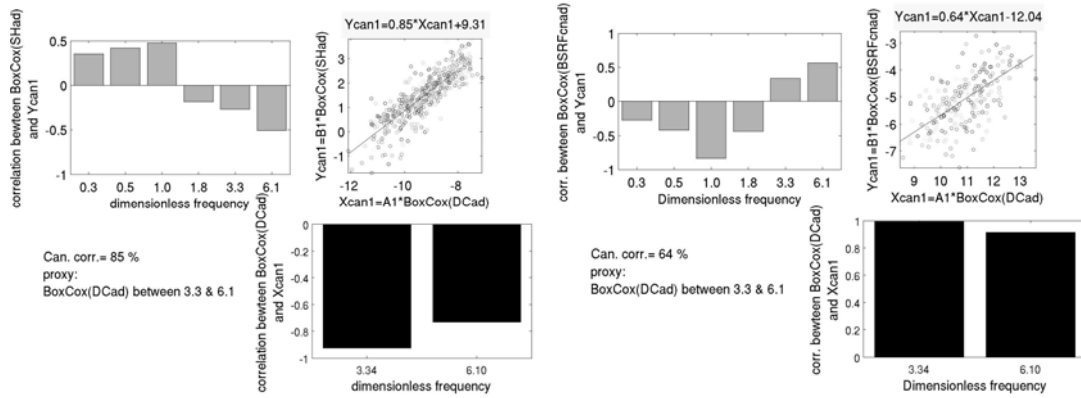 Ycan1=0.85*Xcan1+9.31
correlation bewteen BoxCox(SHad)
and Ycan1
0.5
0
-0.5
-1
0.3 0.5 1.0 1.8 3.3 6.1
dimensionless frequency
Ycan1=B1*BoxCox(SHad)
3
2
1
0
-1
-12 -10 -8
Xcan1=A1*BoxCox(DCad)
Can. corr.= 85 %
proxy:
BoxCox(DCad) between 3.3 & 6.1
correlation bewteen BoxCox(DCad)
and Xcan1
0
-0.2
-0.4
-0.6
-0.8
-1
3.34 6.10
dimensionless frequency
Ycan1=0.64*Xcan1-12.04
corr. bewteen BoxCox(BSRFcnad)
and Ycan1
1
0.5
0
-0.5
-1
0.3 0.5 1.0 1.8 3.3 6.1
dimensionless frequency
Ycan1=B1*BoxCox(BSRFcnad)
-3
-4
-5
-6
-7
9 10 11 12 13
Xcan1=A1*BoxCox(DCad)
Can. corr.= 64 %
proxy:
BoxCox(DCad) between 3.3 & 6.1
corr. bewteen BoxCox(DCad)
and Xcan1
1
0.8
0.6
0.4
0.2
0
3.34 6.10
Dimensionless frequency